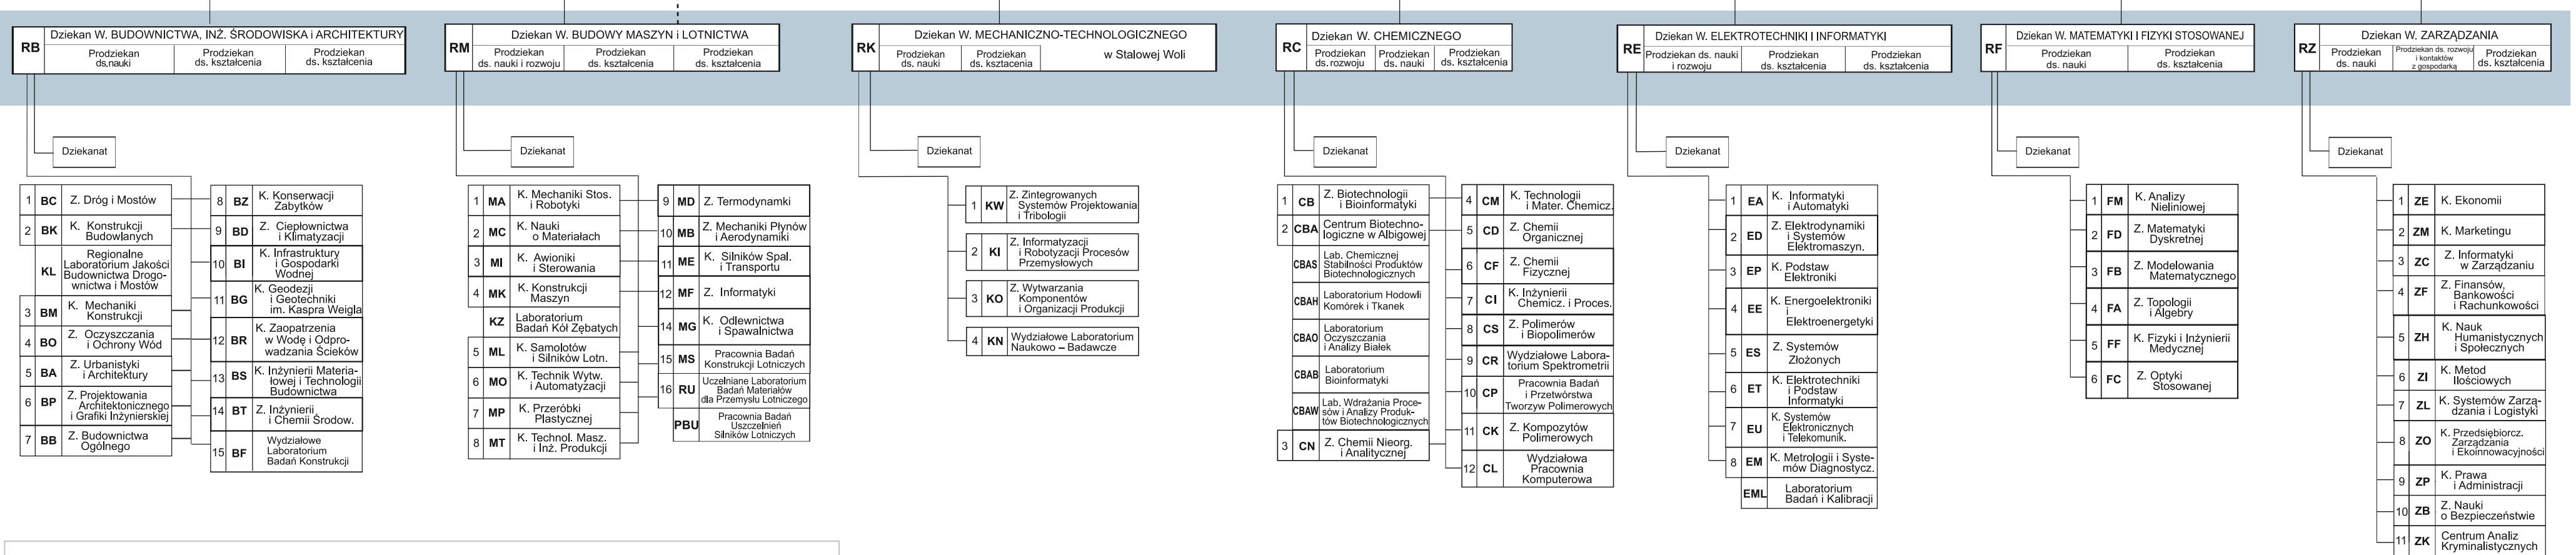 RB
Dziekan W. BUDOWNICTWA, INŻ. ŚRODOWISKA i ARCHITEKTURY
Prodziekan
ds,nauki
Prodziekan
ds. kształcenia
Prodziekan
ds. kształcenia
Dziekanat
1 BC Z. Dróg i Mostów
2 BK K. Konstrukcji
Budowlanych
KL Regionalne
Laboratorium Jakości
Budownictwa Drogo-
wnictwa i Mostów
3 BM K. Mechaniki
Konstrukcji
4 BO Z. Oczyszczania
i Ochrony Wód
5 BA Z. Urbanistyki
i Architektury
6 BP Z. Projektowania
Architektonicznego
i Grafiki Inżynierskiej
7 BB Z. Budownictwa
Ogólnego
8 BZ K. Konserwacji
Zabytków
9 BD Z. Ciepłownictwa
i Klimatyzacji
10 BI K. Infrastruktury
i Gospodarki
Wodnej
11 BG K. Geodezji
i Geotechniki
im. Kaspra Weigla
12 BR K. Zaopatrzenia
w Wodę i Odpro-
wadzania Ścieków
13 BS K. Inżynierii Materia-
łowej i Technologii
Budownictwa
14 BT Z. Inżynierii
i Chemii Środow.
15 BF Wydziałowe
Laboratorium
Badań Konstrukcji
RM
Dziekan W. BUDOWY MASZYN i LOTNICTWA
Prodziekan
ds. nauki i rozwoju
Prodziekan
ds. kształcenia
Prodziekan
ds. kształcenia
Dziekanat
1 MA K. Mechaniki Stos.
i Robotyki
2 MC K. Nauki
o Materiałach
3 MI K. Awioniki
i Sterowania
4 MK K. Konstrukcji
Maszyn
KZ Laboratorium
Badań Kół Zębatych
5 ML K. Samolotów
i Silników Lotn.
6 MO K. Technik Wytw.
i Automatyzacji
7 MP K. Przeróbki
Plastycznej
8 MT K. Technol. Masz.
i Inż. Produkcji
9 MD Z. Termodynamki
10 MB Z. Mechaniki Płynów
i Aerodynamiki
11 ME K. Silników Spal.
i Transportu
12 MF Z. Informatyki
14 MG K. Odlewnictwa
i Spawalnictwa
15 MS Pracownia Badań
Konstrukcji Lotniczych
16 RU Uczelniane Laboratorium
Badań Materiałów
dla Przemysłu Lotniczego
PBU Pracownia Badań
Uszczelnień
Silników Lotniczych
RK
Dziekan W. MECHANICZNO-TECHNOLOGICZNEGO
Prodziekan
ds. nauki
Prodziekan
ds. kształcenia
w Stalowej Woli
Dziekanat
1 KW Z. Zintegrowanych
Systemów Projektowania
i Tribologii
2 KI Z. Informatyzacji
i Robotyzacji Procesów
Przemysłowych
3 KO Z. Wytwarzania
Komponentów
i Organizacji Produkcji
4 KN Wydziałowe Laboratorium
Naukowo – Badawcze
RC
Dziekan W. CHEMICZNEGO
Prodziekan
ds. rozwoju
Prodziekan
ds. nauki
Prodziekan
ds. kształcenia
Dziekanat
1 CB Z. Biotechnologii
i Bioinformatyki
2 CBA Centrum Biotechno-
logiczne w Albigowej
CBAS Lab. Chemicznej
Stabilności Produktów
Biotechnologicznych
CBAH Laboratorium Hodowli
Komórek i Tkanek
CBAO Laboratorium
Oczyszczania
i Analizy Białek
CBAB Laboratorium
Bioinformatyki
CBAW Lab. Wdrażania Proce-
sów i Analizy Produk-
tów Biotechnologicznych
3 CN Z. Chemii Nieorg.
i Analitycznej
4 CM K. Technologii
i Mater. Chemicz.
5 CD Z. Chemii
Organicznej
6 CF Z. Chemii
Fizycznej
7 CI K. Inżynierii
Chemicz. i Proces.
8 CS Z. Polimerów
i Biopolimerów
9 CR Wydziałowe Labora-
torium Spektrometrii
10 CP Pracownia Badań
i Przetwórstwa
Tworzyw Polimerowych
11 CK Z. Kompozytów
Polimerowych
12 CL Wydziałowa
Pracownia
Komputerowa
RE
Dziekan W. ELEKTROTECHNIKI I INFORMATYKI
Prodziekan ds. nauki
i rozwoju
Prodziekan
ds. kształcenia
Prodziekan
ds. kształcenia
Dziekanat
1 EA K. Informatyki
i Automatyki
2 ED Z. Elektrodynamiki
i Systemów
Elektromaszyn.
3 EP K. Podstaw
Elektroniki
4 EE K. Energoelektroniki
i
Elektroenergetyki
5 ES Z. Systemów
Złożonych
6 ET K. Elektrotechniki
i Podstaw
Informatyki
7 EU K. Systemów
Elektronicznych
i Telekomunik.
8 EM K. Metrologii i Syste-
mów Diagnostycz.
EML Laboratorium
Badań i Kalibracji
RF
Dziekan W. MATEMATYKI I FIZYKI STOSOWANEJ
Prodziekan
ds. nauki
Prodziekan
ds. kształcenia
Dziekanat
1 FM K. Analizy
Nieliniowej
2 FD Z. Matematyki
Dyskretnej
3 FB Z. Modelowania
Matematycznego
4 FA Z. Topologii
i Algebry
5 FF K. Fizyki i Inżynierii
Medycznej
6 FC Z. Optyki
Stosowanej
RZ
Dziekan W. ZARZĄDZANIA
Prodziekan
ds. nauki
Prodziekan ds. rozwoju
i kontaktów
z gospodarką
Prodziekan
ds. kształcenia
Dziekanat
1 ZE K. Ekonomii
2 ZM K. Marketingu
3 ZC Z. Informatyki
w Zarządzaniu
4 ZF Z. Finansów,
Bankowości
i Rachunkowości
5 ZH K. Nauk
Humanistycznych
i Społecznych
6 ZI K. Metod
Ilościowych
7 ZL K. Systemów Zarzą-
dzania i Logistyki
8 ZO K. Przedsiębiorcz.
Zarządzania
i Ekoinnowacyjności
9 ZP K. Prawa
i Administracji
10 ZB Z. Nauki
o Bezpieczeństwie
11 ZK Centrum Analiz
Kryminalistycznych